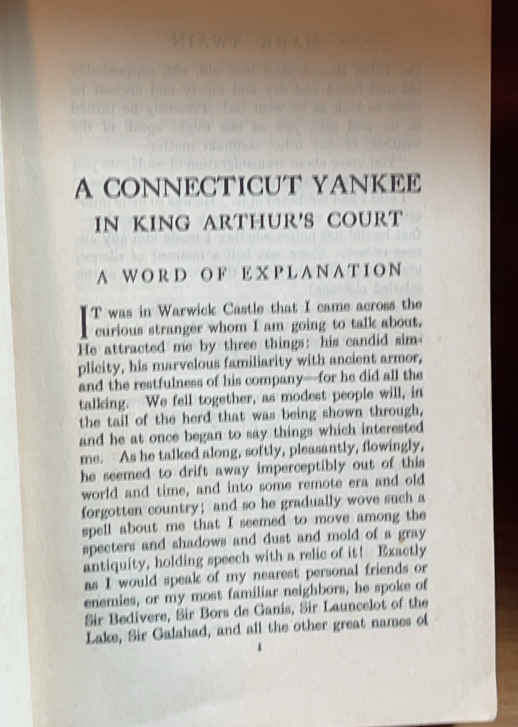 A CONNECTICUT YANKEE
IN KING ARTHUR'S COURT
A WORD OF EXPLANATION
IT was in Warwick Castle that I came across the
curious stranger whom I am going to talk about.
He attracted me by three things: his candid sim-
plicity, his marvelous familiarity with ancient armor,
and the restfulness of his company—for he did all the
talking. We fell together, as modest people will, in
the tail of the herd that was being shown through,
and he at once began to say things which interested
me. As he talked along, softly, pleasantly, flowingly,
he seemed to drift away imperceptibly out of this
world and time, and into some remote era and old
forgotten country; and so he gradually wove such a
spell about me that I seemed to move among the
specters and shadows and dust and mold of a gray
antiquity, holding speech with a relic of it! Exactly
as I would speak of my nearest personal friends or
enemies, or my most familiar neighbors, he spoke of
Sir Bedivere, Sir Bors de Ganis, Sir Launcelot of the
Lake, Sir Galahad, and all the other great names of
1